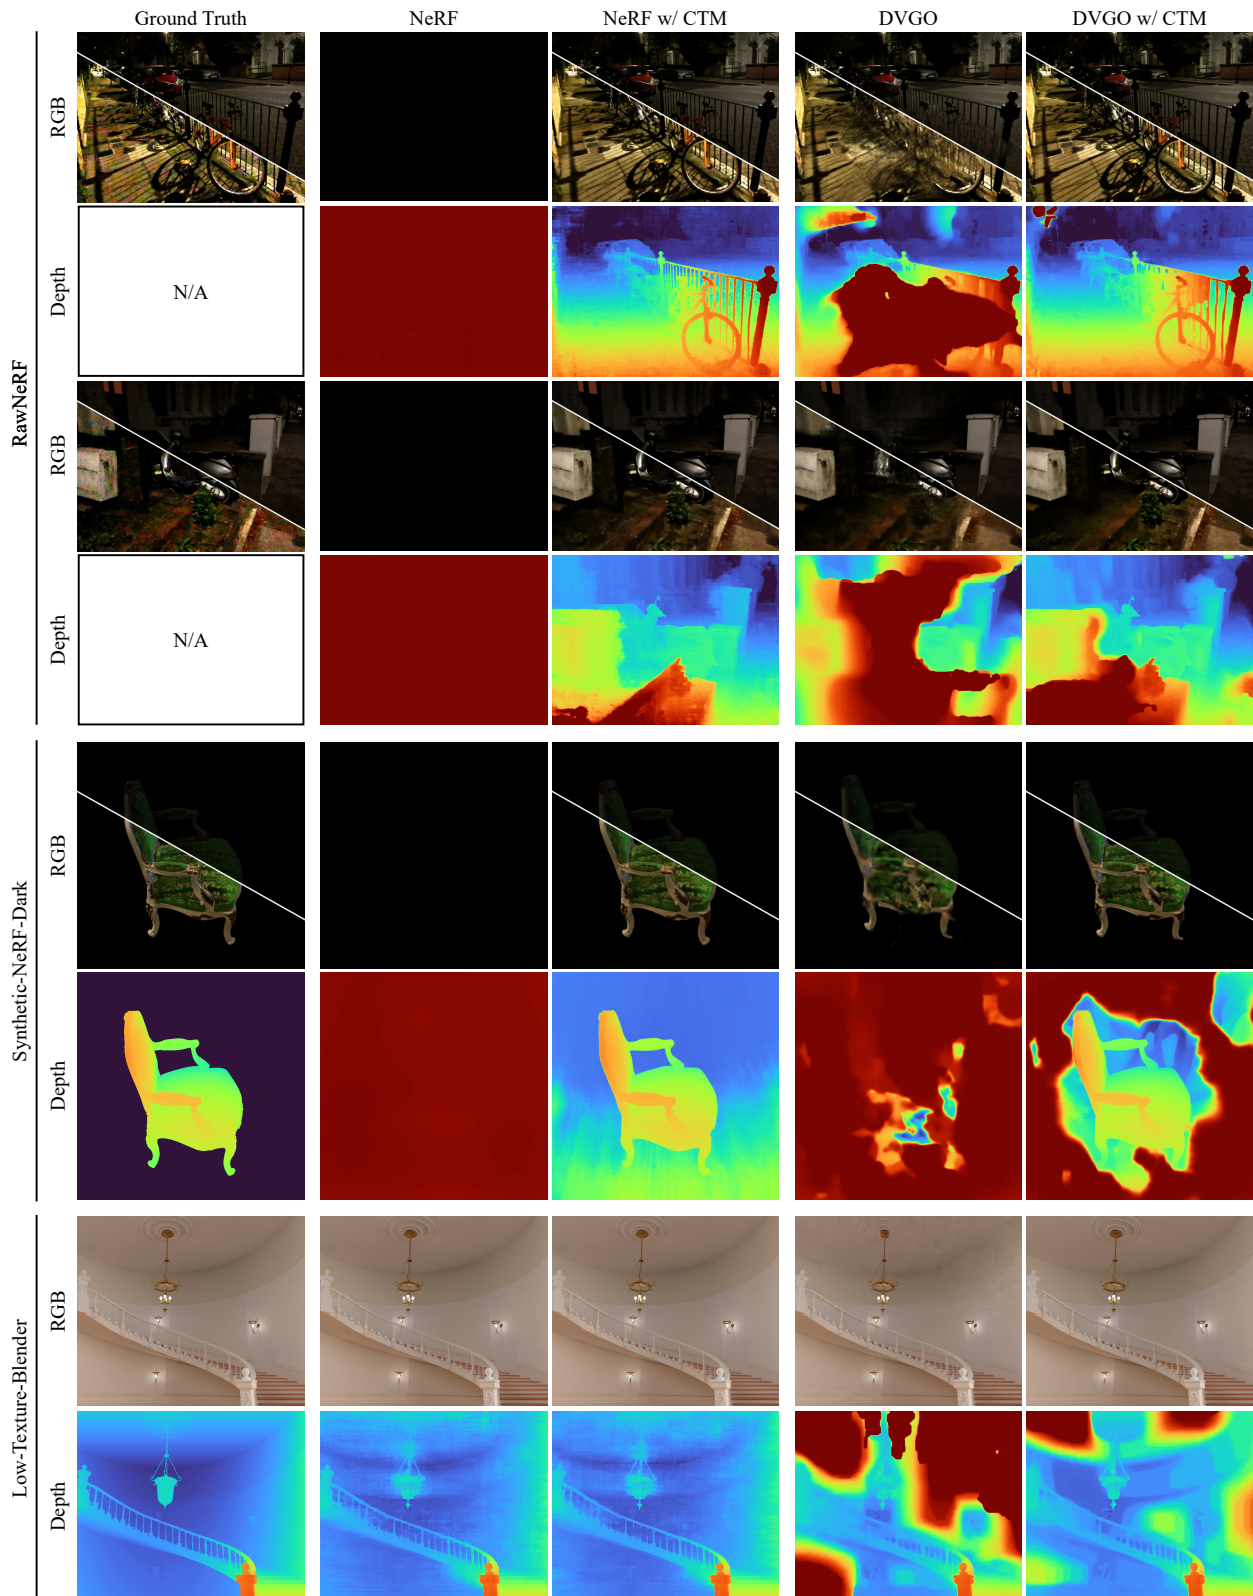 Ground Truth NeRF NeRF w/ CTM DVGO DVGO w/ CTM
RawNeRF
RGB
Depth
N/A
RGB
Depth
N/A
Synthetic-NeRF-Dark
RGB
Depth
Low-Texture-Blender
RGB
Depth